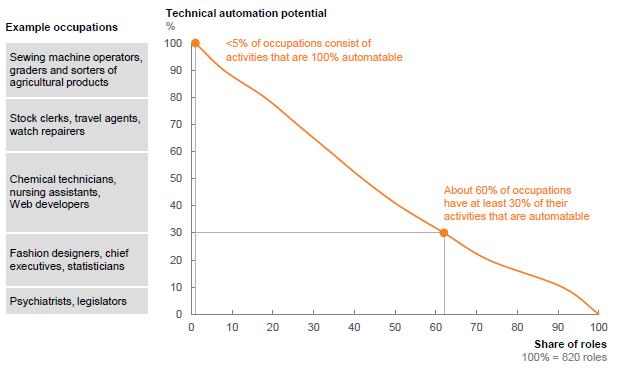 Technical automation potential
Example occupations
%
Sewing machine operators,
graders and sorters of
agricultural products
Stock clerks, travel agents,
watch repairers
Chemical technicians,
nursing assistants,
Web developers
Fashion designers, chief
executives, statisticians
Psychiatrists, legislators
100
90
80
70
60
50
40
30
20
10
0
<5% of occupations consist of
activities that are 100% automatable
About 60% of occupations
have at least 30% of their
activities that are automatable
0 10 20 30 40 50 60 70 80 90 100
Share of roles
100% = 820 roles